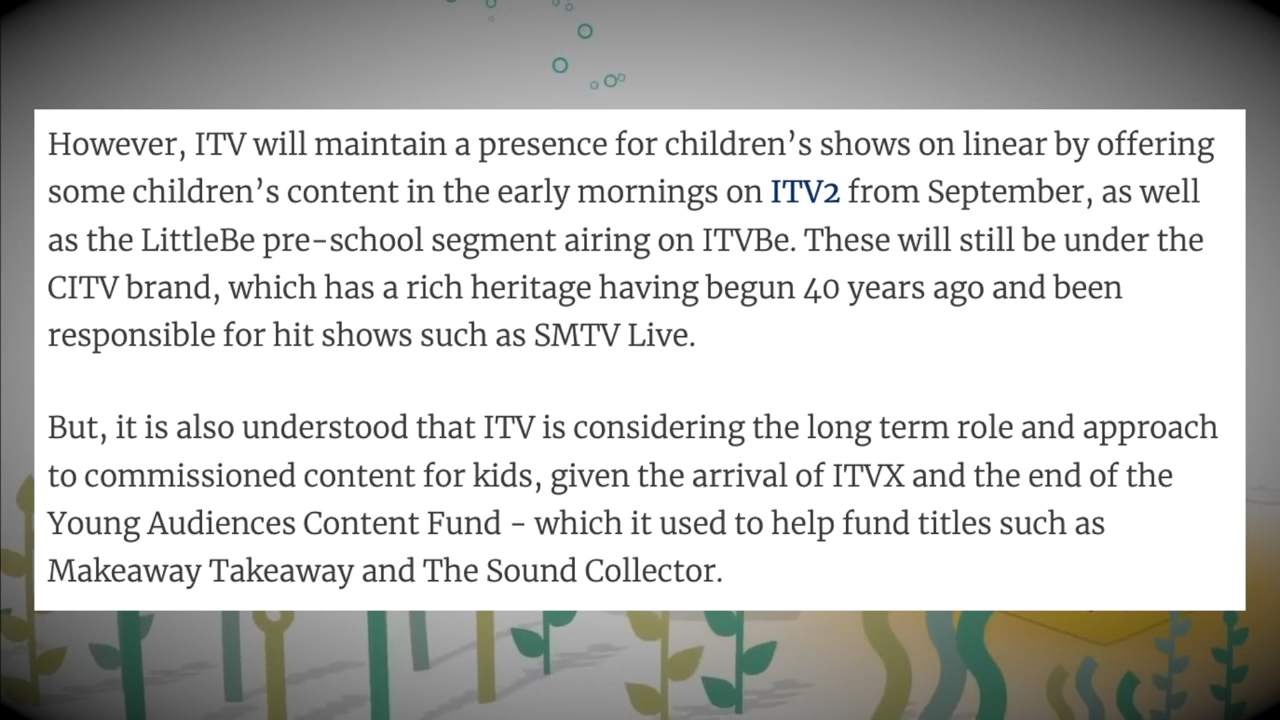 However, ITV will maintain a presence for children’s shows on linear by offering
some children’s content in the early mornings on ITV2 from September, as well
as the LittleBe pre-school segment airing on ITVBe. These will still be under the
CITV brand, which has a rich heritage having begun 40 years ago and been
responsible for hit shows such as SMTV Live.
But, it is also understood that ITV is considering the long term role and approach
to commissioned content for kids, given the arrival of ITVX and the end of the
Young Audiences Content Fund - which it used to help fund titles such as
Makeaway Takeaway and The Sound Collector.